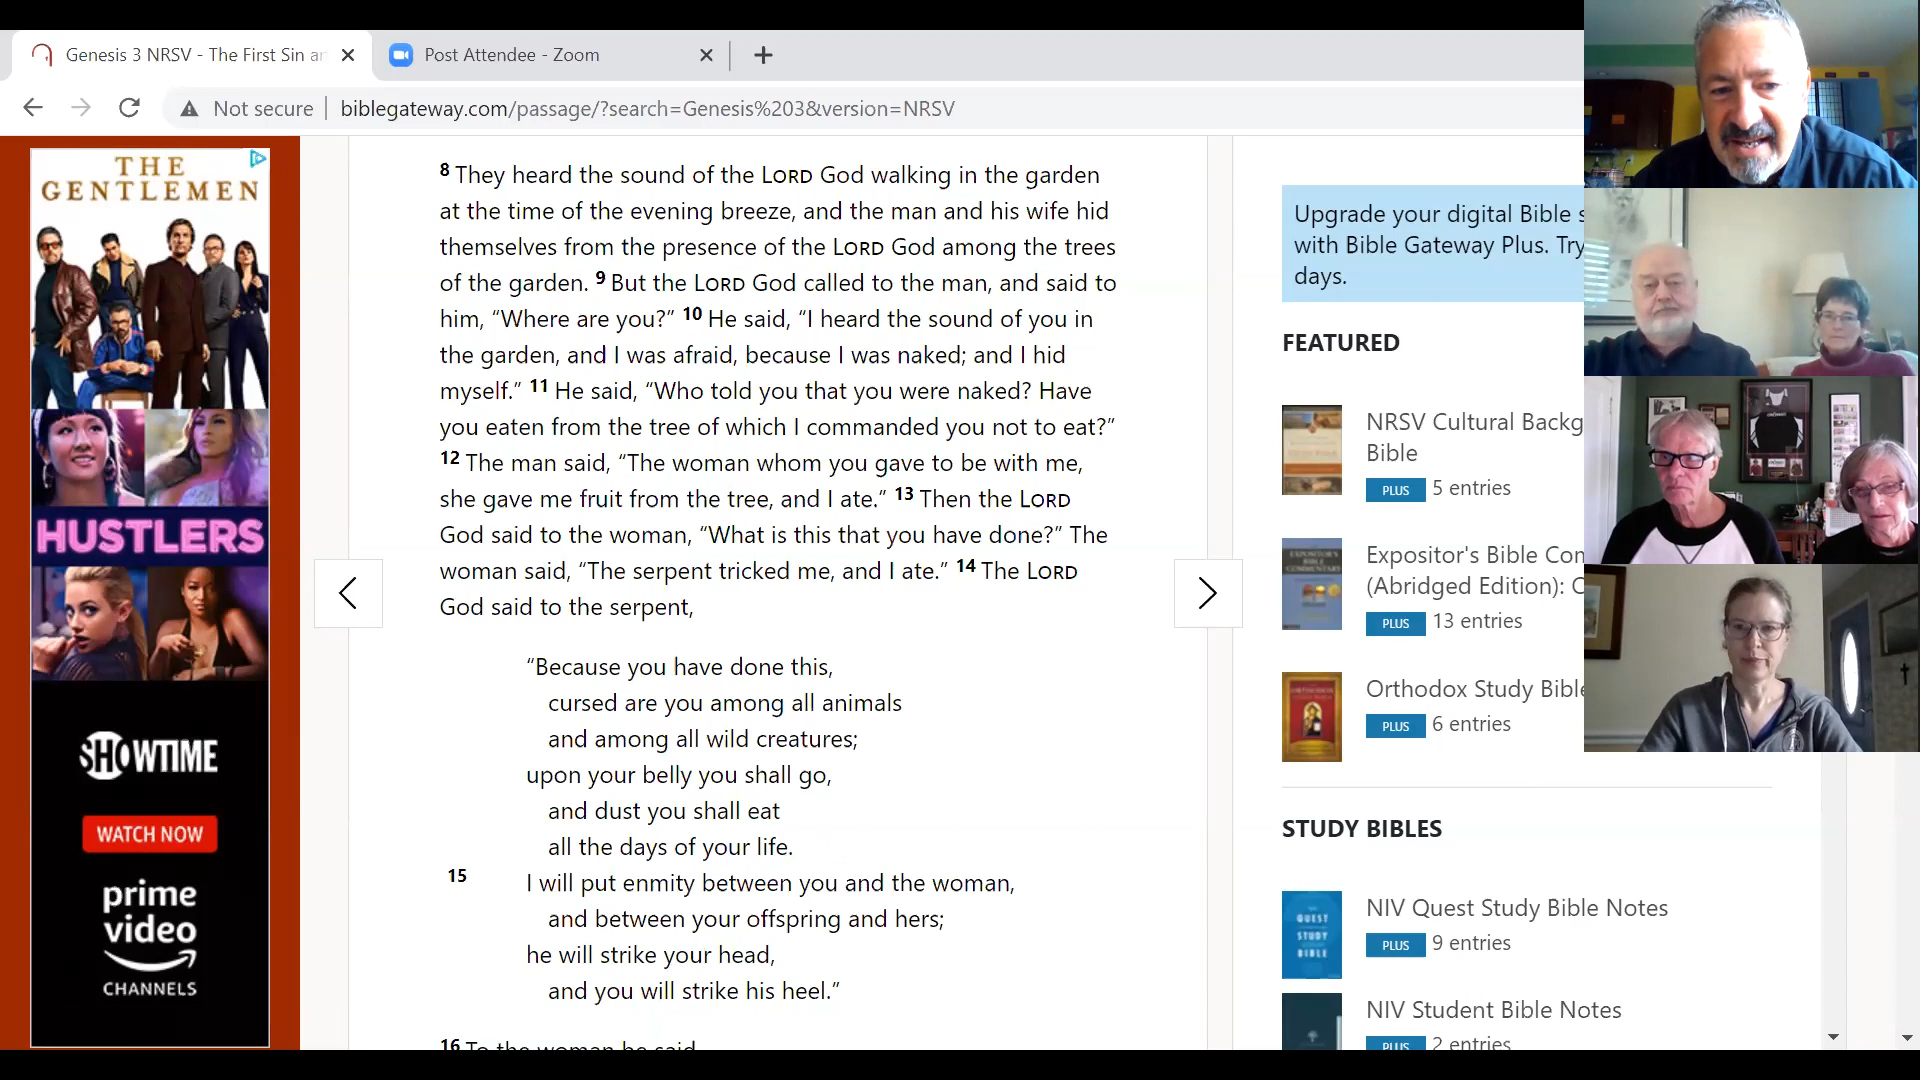 Genesis 3 NRSV - The First Sin an
Post Attendee - Zoom
Not secure
biblegateway.com/passage/?search=Genesis%203&version=NRSV
THE
GENTLEMEN
HUSTLERS
SHOWTIME
WATCH NOW
prime
video
CHANNELS
8 They heard the sound of the LORD God walking in the garden
at the time of the evening breeze, and the man and his wife hid
themselves from the presence of the LORD God among the trees
of the garden. 9 But the LORD God called to the man, and said to
him, “Where are you?” 10 He said, “I heard the sound of you in
the garden, and I was afraid, because I was naked; and I hid
myself.” 11 He said, “Who told you that you were naked? Have
you eaten from the tree of which I commanded you not to eat?”
12 The man said, “The woman whom you gave to be with me,
she gave me fruit from the tree, and I ate.” 13 Then the LORD
God said to the woman, “What is this that you have done?” The
woman said, “The serpent tricked me, and I ate.” 14 The LORD
God said to the serpent,
“Because you have done this,
cursed are you among all animals
and among all wild creatures;
upon your belly you shall go,
and dust you shall eat
all the days of your life.
15 I will put enmity between you and the woman,
and between your offspring and hers;
he will strike your head,
and you will strike his heel.”
16 To the woman he said
Upgrade your digital Bible s
with Bible Gateway Plus. Try
days.
FEATURED
NRSV Cultural Backg
Bible
PLUS 5 entries
Expositor's Bible Com
(Abridged Edition): O
PLUS 13 entries
Orthodox Study Bible
PLUS 6 entries
STUDY BIBLES
QUEST
STUDY
BIBLE
NIV Quest Study Bible Notes
PLUS 9 entries
NIV Student Bible Notes
PLUS 2 entries